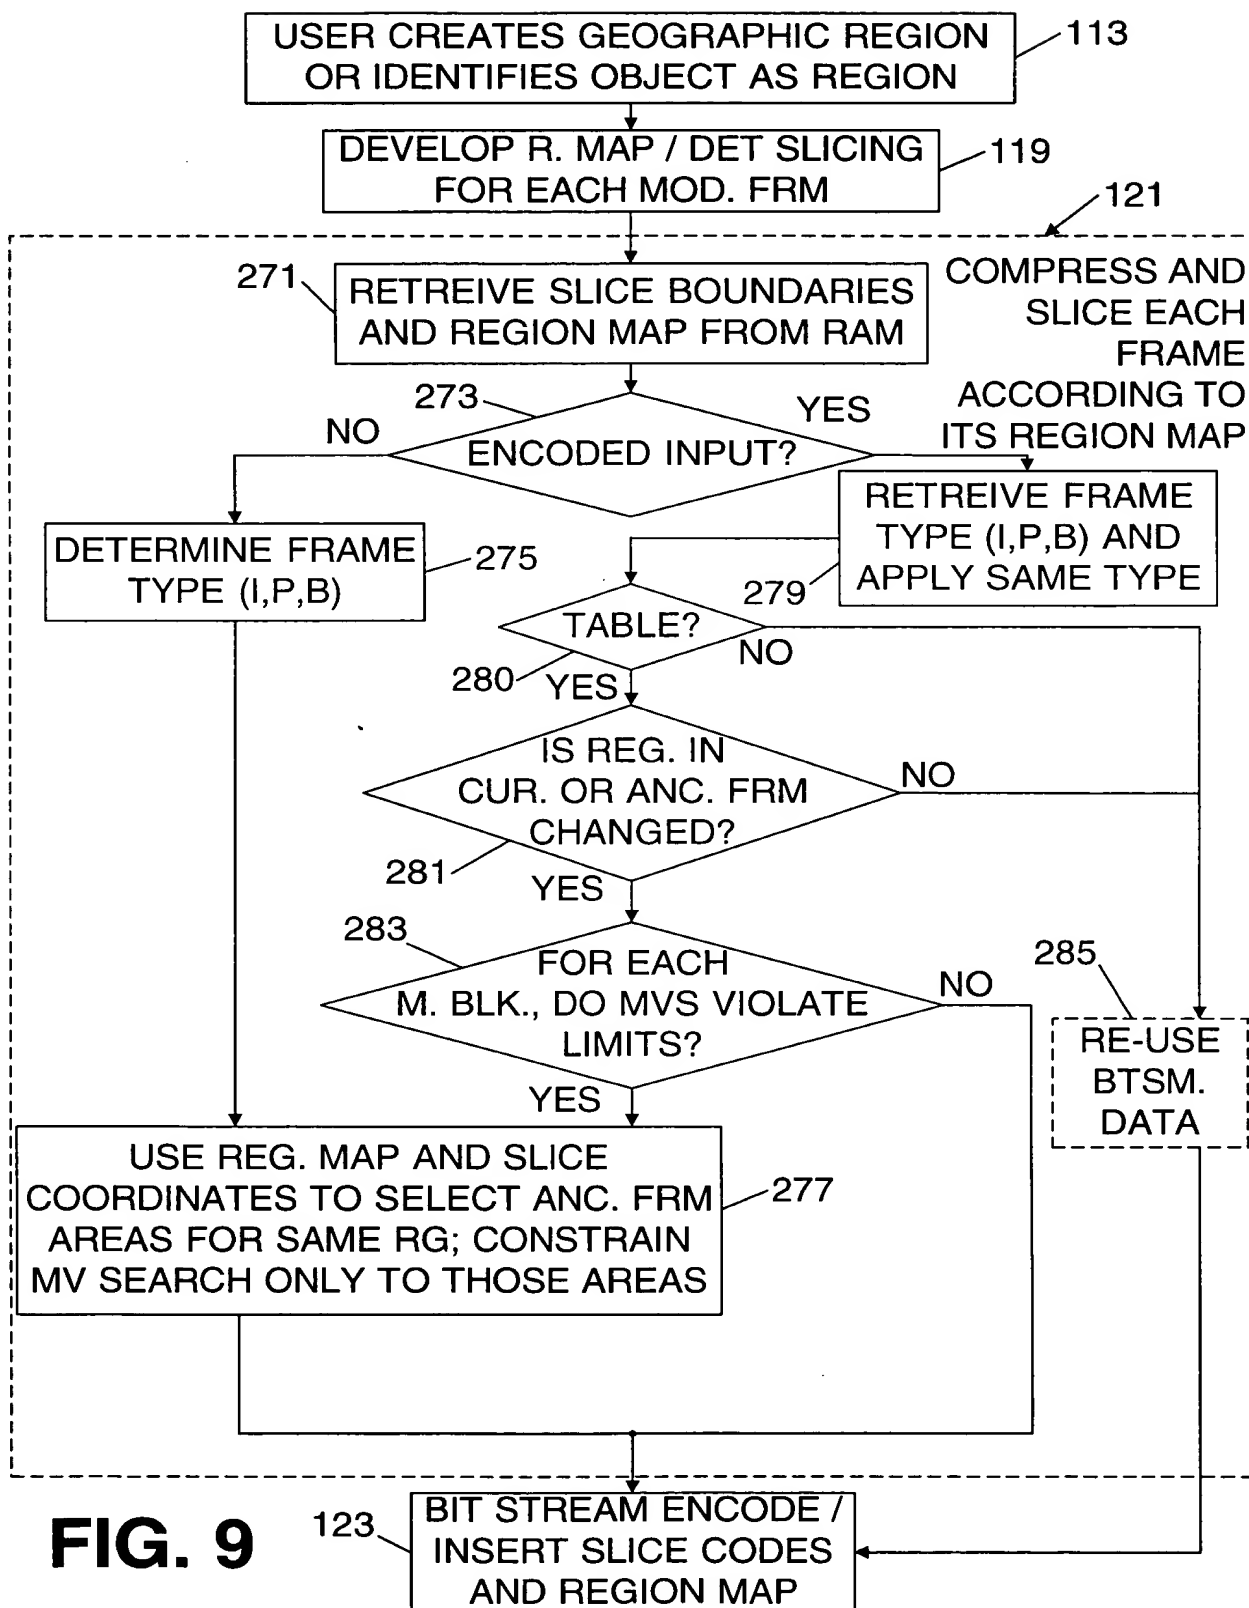 USER CREATES GEOGRAPHIC REGION
OR IDENTIFIES OBJECT AS REGION
113
DEVELOP R. MAP / DET SLICING
FOR EACH MOD. FRM
119
121
271
RETREIVE SLICE BOUNDARIES
AND REGION MAP FROM RAM
COMPRESS AND
SLICE EACH
FRAME
ACCORDING TO
ITS REGION MAP
273
NO
YES
ENCODED INPUT?
DETERMINE FRAME
TYPE (I,P,B)
275
RETREIVE FRAME
TYPE (I,P,B) AND
APPLY SAME TYPE
279
TABLE?
NO
280
YES
IS REG. IN
CUR. OR ANC. FRM
CHANGED?
NO
281
YES
283
FOR EACH
M. BLK., DO MVS VIOLATE
LIMITS?
NO
YES
285
RE-USE
BTSM.
DATA
USE REG. MAP AND SLICE
COORDINATES TO SELECT ANC. FRM
AREAS FOR SAME RG; CONSTRAIN
MV SEARCH ONLY TO THOSE AREAS
277
FIG. 9
123
BIT STREAM ENCODE /
INSERT SLICE CODES
AND REGION MAP